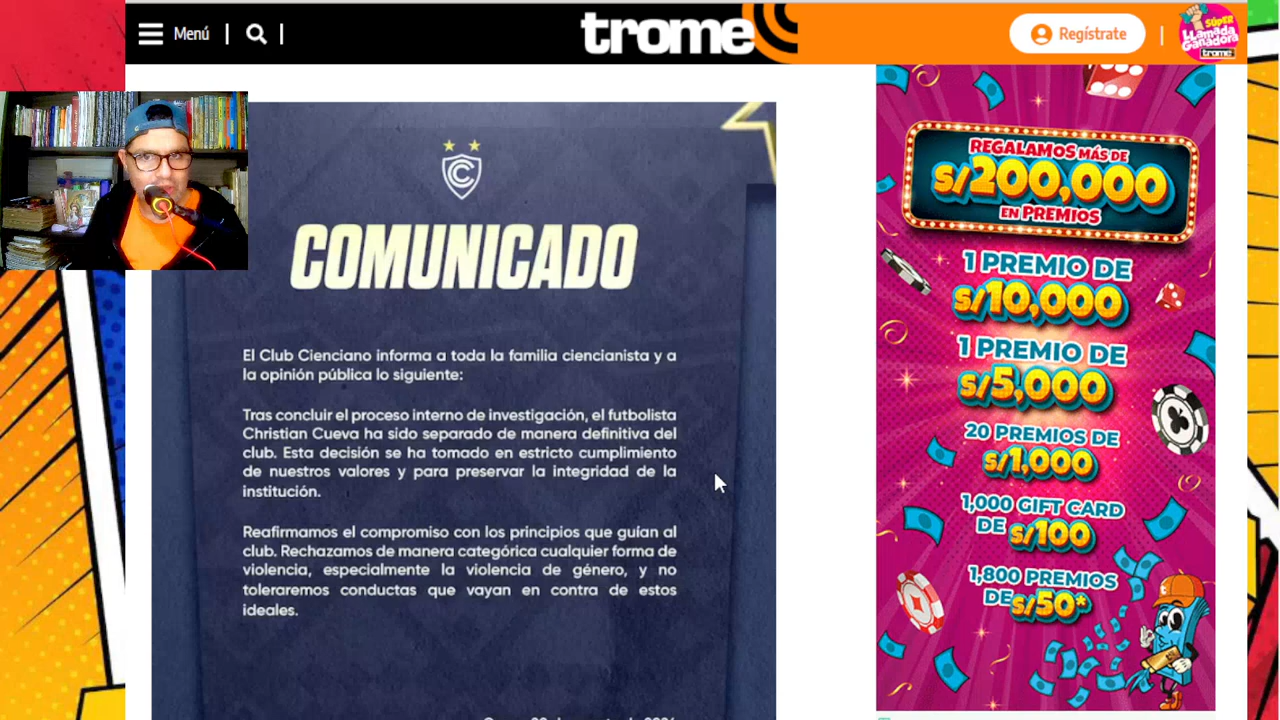 Menú
trome
Regístrate
SÚPER
LLAMADA
GANADORA
trome
COMUNICADO
El Club Cienciano informa a toda la familia ciencianista y a
la opinión pública lo siguiente:
Tras concluir el proceso interno de investigación, el futbolista
Christian Cueva ha sido separado de manera definitiva del
club. Esta decisión se ha tomado en estricto cumplimiento
de nuestros valores y para preservar la integridad de la
institución.
Reafirmamos el compromiso con los principios que guían al
club. Rechazamos de manera categórica cualquier forma de
violencia, especialmente la violencia de género, y no
toleraremos conductas que vayan en contra de estos
ideales.
REGALAMOS MÁS DE
S/200,000
EN PREMIOS
1 PREMIO DE
S/10,000
1 PREMIO DE
S/5,000
20 PREMIOS DE
S/1,000
1,000 GIFT CARD
DE S/100
1,800 PREMIOS
DE S/50*